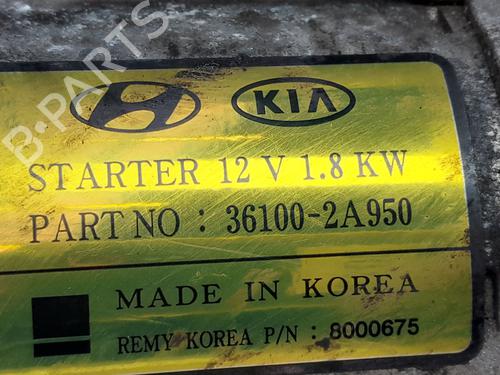 B-PARTS
KIA
STARTER 12 V 1.8 KW
PART NO : 36100-2A950
MADE IN KOREA
REMY KOREA P/N : 8000675